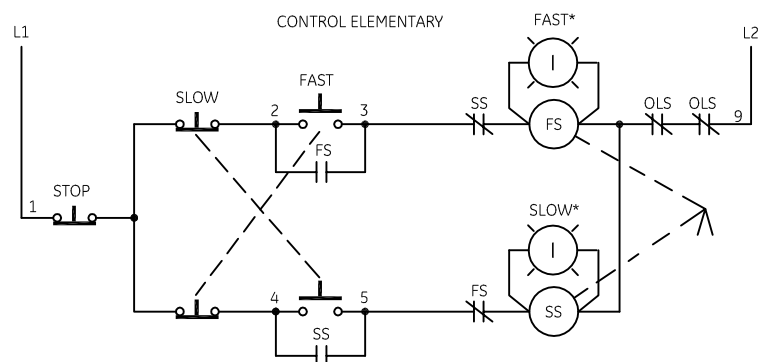 CONTROL ELEMENTARY
FAST*
L1
L2
I
SLOW
FAST
2
3
SS
FS
OLS
OLS
9
FS
STOP
1
SLOW*
I
4
5
FS
SS
SS